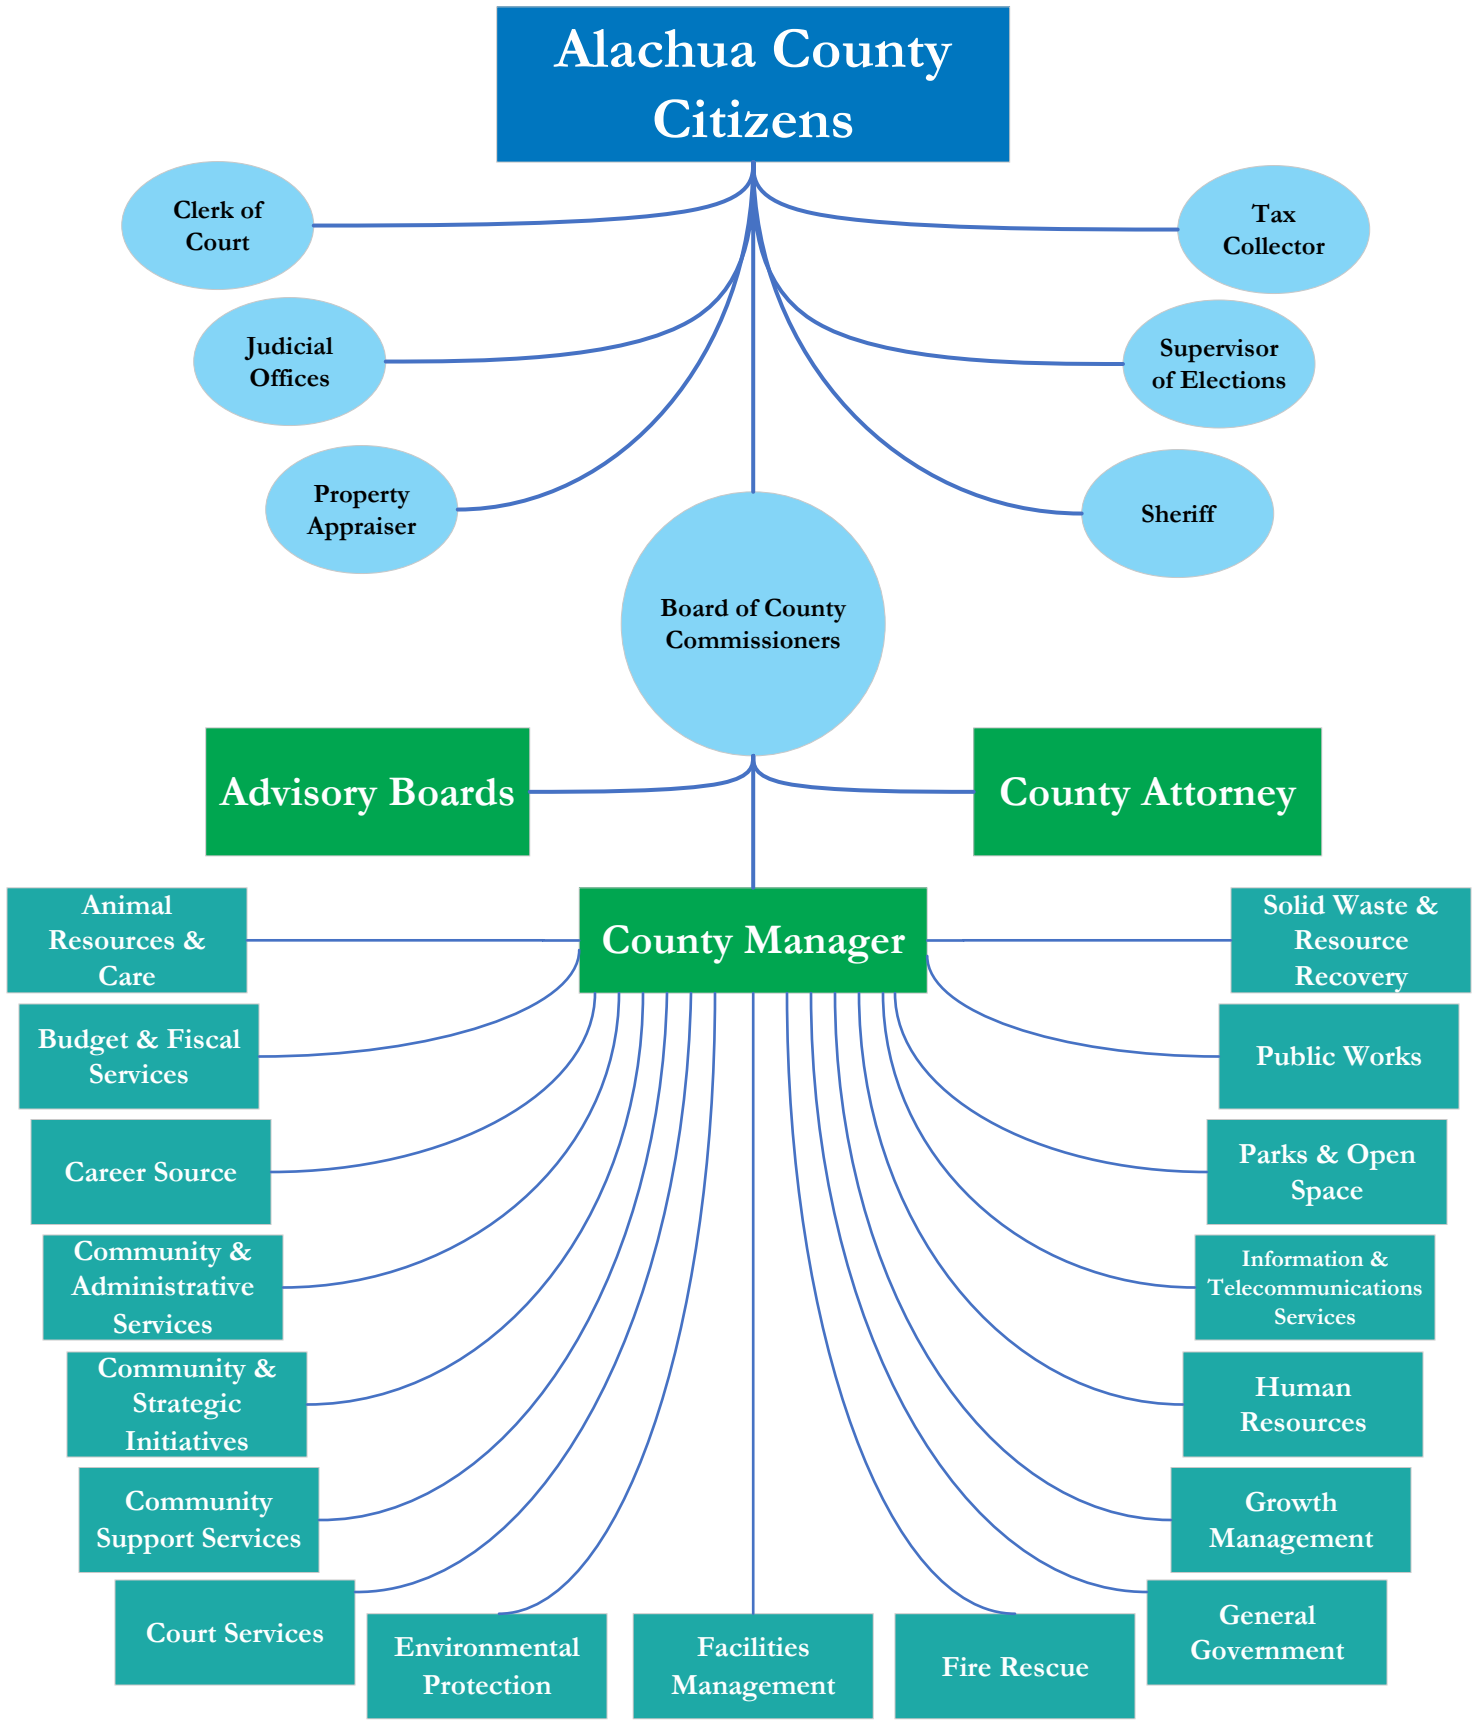 Alachua County
Citizens
Clerk of
Court
Tax
Collector
Judicial
Offices
Supervisor
of Elections
Property
Appraiser
Sheriff
Board of County
Commissioners
Advisory Boards
County Attorney
County Manager
Animal
Resources &
Care
Budget & Fiscal
Services
Career Source
Community &
Administrative
Services
Community &
Strategic
Initiatives
Community
Support Services
Court Services
Environmental
Protection
Facilities
Management
Fire Rescue
General
Government
Growth
Management
Human
Resources
Information &
Telecommunications
Services
Parks & Open
Space
Public Works
Solid Waste &
Resource
Recovery